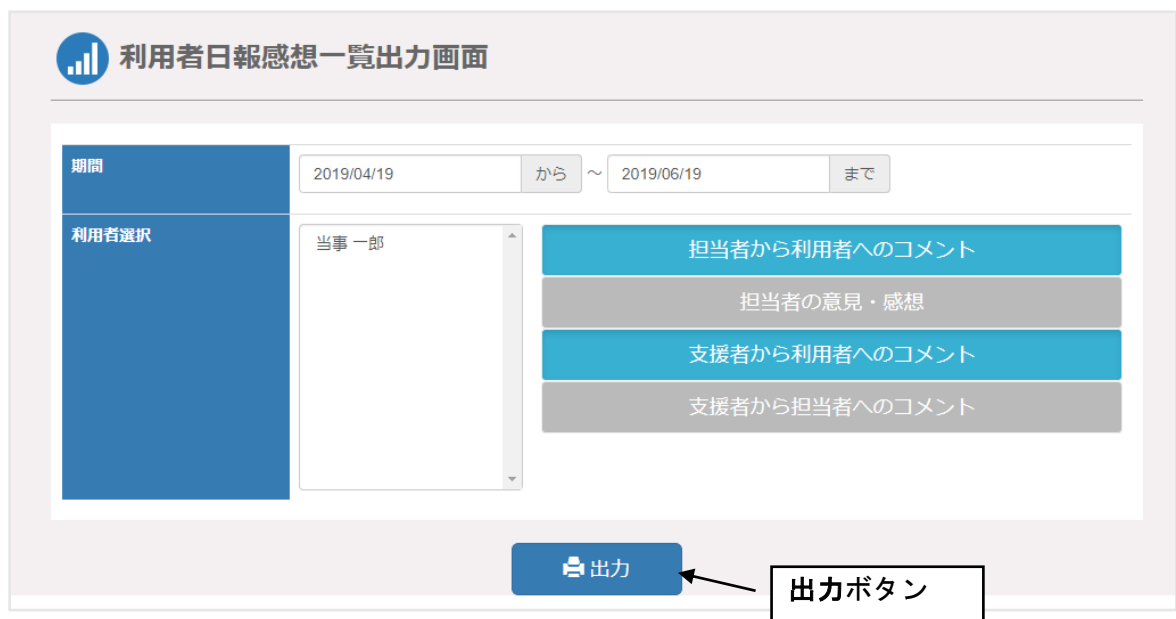 利用者日報感想一覧出力画面
期間
2019/04/19 から ～ 2019/06/19 まで
利用者選択
当事 一郎
担当者から利用者へのコメント
担当者の意見・感想
支援者から利用者へのコメント
支援者から担当者へのコメント
出力
出力ボタン